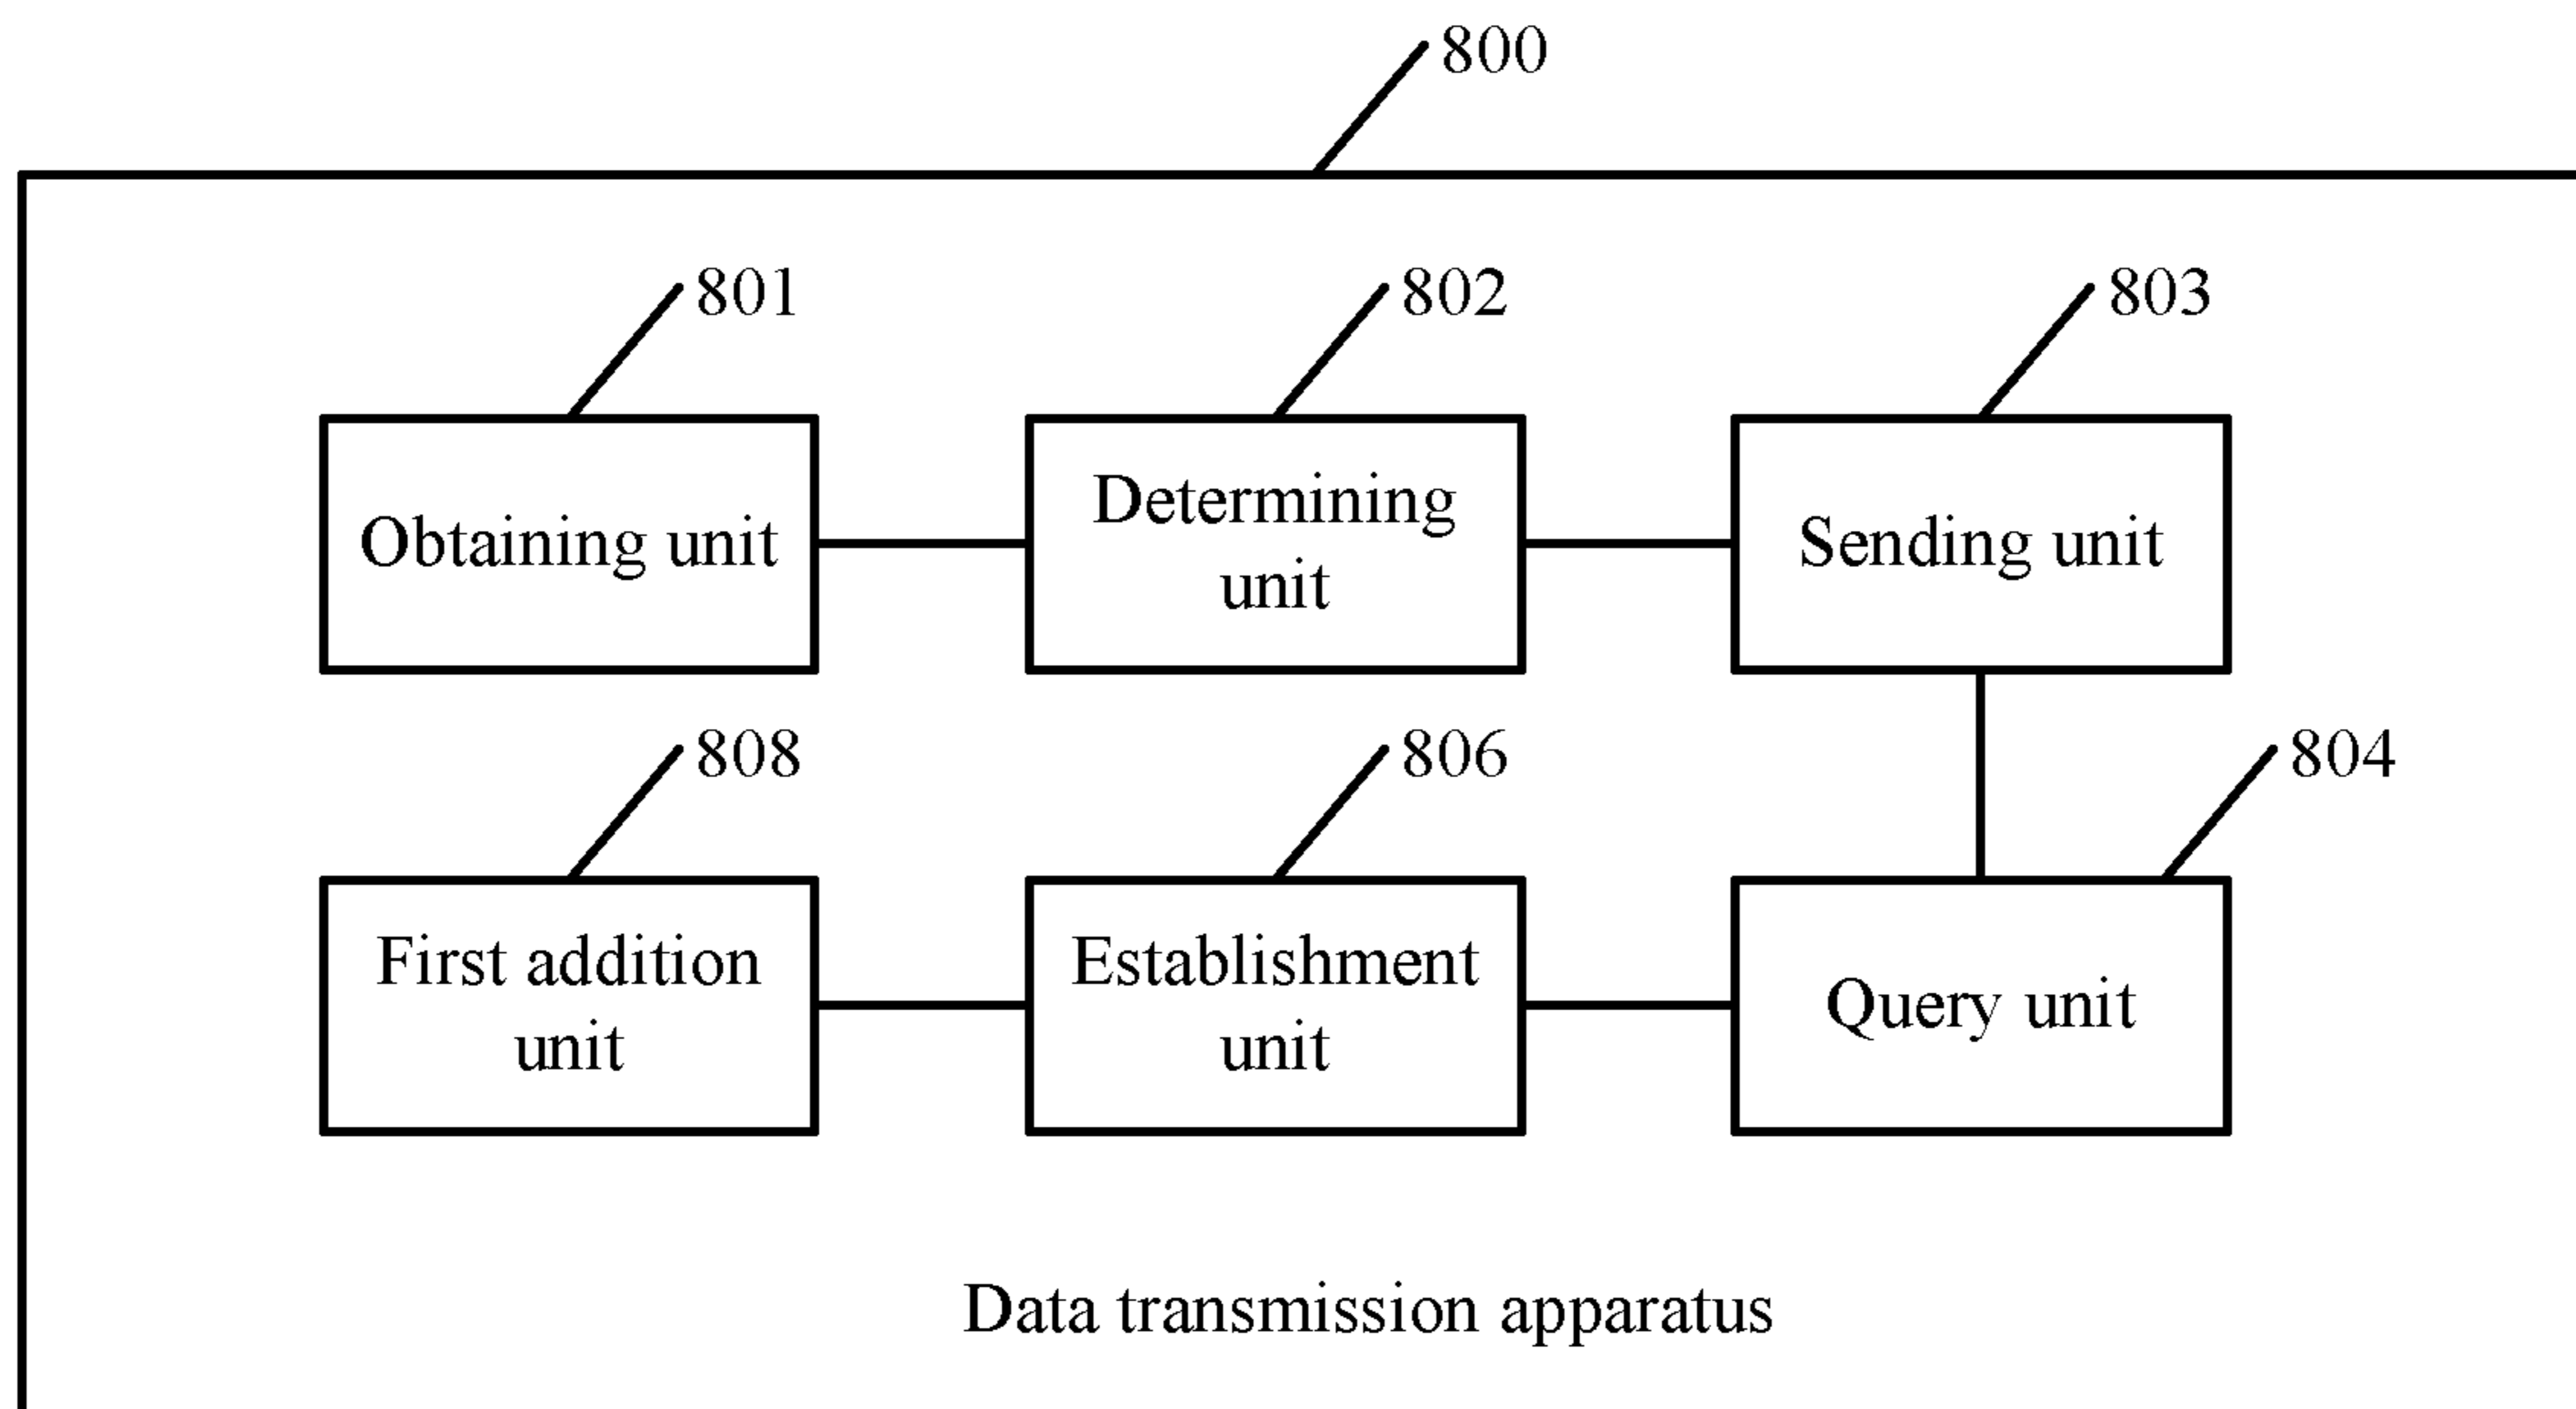 800
801
802
803
Obtaining unit
Determining
unit
Sending unit
808
806
804
First addition
unit
Establishment
unit
Query unit
Data transmission apparatus